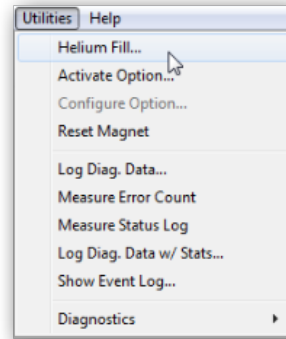 Utilities Help
Helium Fill...
Activate Option...
Configure Option...
Reset Magnet
Log Diag. Data...
Measure Error Count
Measure Status Log
Log Diag. Data w/ Stats...
Show Event Log...
Diagnostics